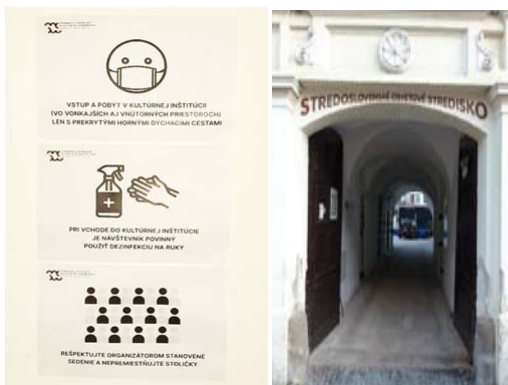 VSTUP A POBYT V KULTÚRNEJ INŠTITÚCII
(VO VONKAJŠÍCH AJ VNÚTORNÝCH PRIESTOROCH)
LEN S PREKRYTÝMI HORNÝMI DÝCHACÍMI CESTAMI
PRI VCHODE DO KULTÚRNEJ INŠTITÚCIE
JE NÁVŠTEVNÍK POVINNÝ
POUŽIŤ DEZINFEKCIU NA RUKY
REŠPEKTUJTE ORGANIZÁTOROM STANOVENÉ
SEDENIE A NEPREMIESTŇUJTE STOLIČKY
STREDOSLOVENSKÉ OSVETOVÉ STREDISKO